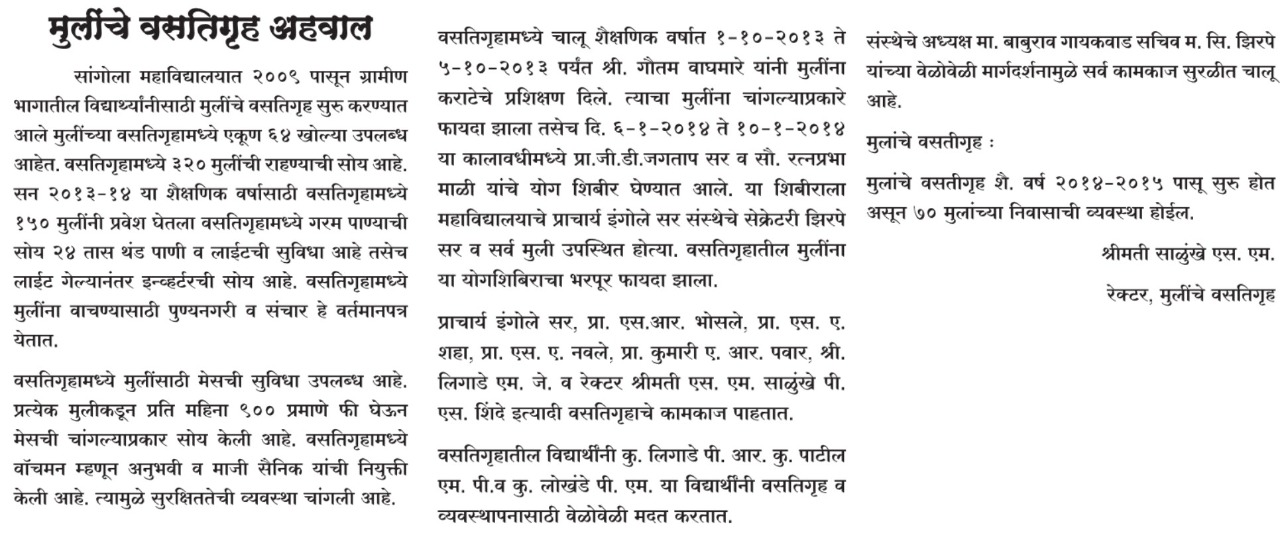 मुलींचे वसतिगृह अहवाल
सांगोला महाविद्यालयात २००९ पासून ग्रामीण
भागातील विद्यार्थ्यांनीसाठी मुलींचे वसतिगृह सुरु करण्यात
आले मुलींच्या वसतिगृहामध्ये एकूण ६४ खोल्या उपलब्ध
आहेत. वसतिगृहामध्ये ३२० मुलींची राहण्याची सोय आहे.
सन २०१३-१४ या शैक्षणिक वर्षासाठी वसतिगृहामध्ये
१५० मुलींनी प्रवेश घेतला वसतिगृहामध्ये गरम पाण्याची
सोय २४ तास थंड पाणी व लाईटची सुविधा आहे तसेच
लाईट गेल्यानंतर इन्व्हर्टरची सोय आहे. वसतिगृहामध्ये
मुलींना वाचण्यासाठी पुण्यनगरी व संचार हे वर्तमानपत्र
येतात.
वसतिगृहामध्ये मुलींसाठी मेसची सुविधा उपलब्ध आहे.
प्रत्येक मुलीकडून प्रति महिना ९०० प्रमाणे फी घेऊन
मेसची चांगल्याप्रकार सोय केली आहे. वसतिगृहामध्ये
वॉचमन म्हणून अनुभवी व माजी सैनिक यांची नियुक्ती
केली आहे. त्यामुळे सुरक्षिततेची व्यवस्था चांगली आहे.
वसतिगृहामध्ये चालू शैक्षणिक वर्षात १-१०-२०१३ ते
५-१०-२०१३ पर्यंत श्री. गौतम वाघमारे यांनी मुलींना
कराटेचे प्रशिक्षण दिले. त्याचा मुलींना चांगल्याप्रकारे
फायदा झाला तसेच दि. ६-१-२०१४ ते १०-१-२०१४
या कालावधीमध्ये प्रा.जी.डी.जगताप सर व सौ. रत्नप्रभा
माळी यांचे योग शिबीर घेण्यात आले. या शिबीराला
महाविद्यालयाचे प्राचार्य इंगोले सर संस्थेचे सेक्रेटरी झिरपे
सर व सर्व मुली उपस्थित होत्या. वसतिगृहातील मुलींना
या योगशिबिराचा भरपूर फायदा झाला.
प्राचार्य इंगोले सर, प्रा. एस.आर. भोसले, प्रा. एस. ए.
शहा, प्रा. एस. ए. नवले, प्रा. कुमारी ए. आर. पवार, श्री.
लिगाडे एम. जे. व रेक्टर श्रीमती एस. एम. साळुंखे पी.
एस. शिंदे इत्यादी वसतिगृहाचे कामकाज पाहतात.
वसतिगृहातील विद्यार्थींनी कु. लिगाडे पी. आर. कु. पाटील
एम. पी.व कु. लोखंडे पी. एम. या विद्यार्थींनी वसतिगृह व
व्यवस्थापनासाठी वेळोवेळी मदत करतात.
संस्थेचे अध्यक्ष मा. बाबुराव गायकवाड सचिव म. सि. झिरपे
यांच्या वेळोवेळी मार्गदर्शनामुळे सर्व कामकाज सुरळीत चालू
आहे.
मुलांचे वसतीगृह :
मुलांचे वसतीगृह शै. वर्ष २०१४-२०१५ पासू सुरु होत
असून ७० मुलांच्या निवासाची व्यवस्था होईल.
श्रीमती साळुंखे एस. एम.
रेक्टर, मुलींचे वसतिगृह